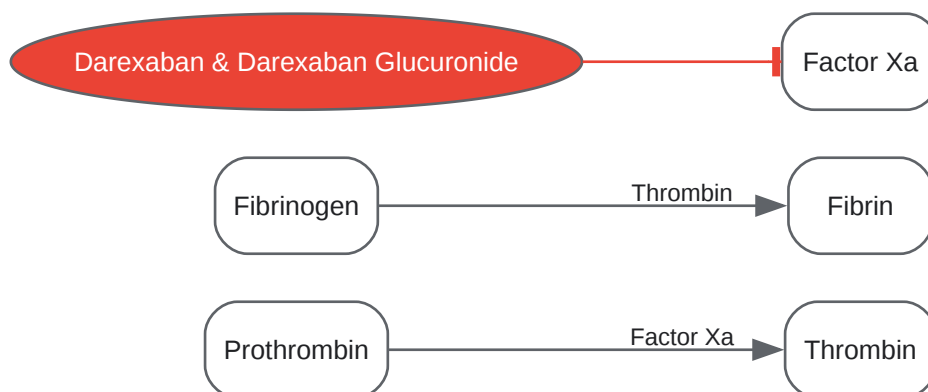 Darexaban & Darexaban Glucuronide
Factor Xa
Fibrinogen
Thrombin
Fibrin
Prothrombin
Factor Xa
Thrombin